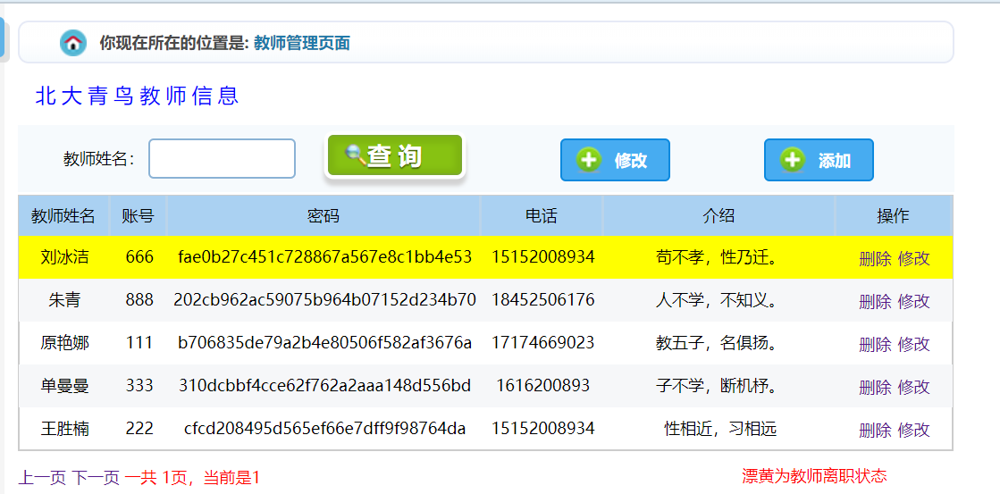 你现在所在的位置是: 教师管理页面
北大青鸟教师信息
教师姓名： 查 询 修改 添加
教师姓名 账号 密码 电话 介绍 操作
刘冰洁 666 fae0b27c451c728867a567e8c1bb4e53 15152008934 苟不孝，性乃迁。 删除 修改
朱青 888 202cb962ac59075b964b07152d234b70 18452506176 人不学，不知义。 删除 修改
原艳娜 111 b706835de79a2b4e80506f582af3676a 17174669023 教五子，名俱扬。 删除 修改
单曼曼 333 310dcbbf4cce62f762a2aaa148d556bd 1616200893 子不学，断机杼。 删除 修改
王胜楠 222 cfcd208495d565ef66e7dff9f98764da 15152008934 性相近，习相远 删除 修改
上一页 下一页 一共 1页，当前是1 漂黄为教师离职状态